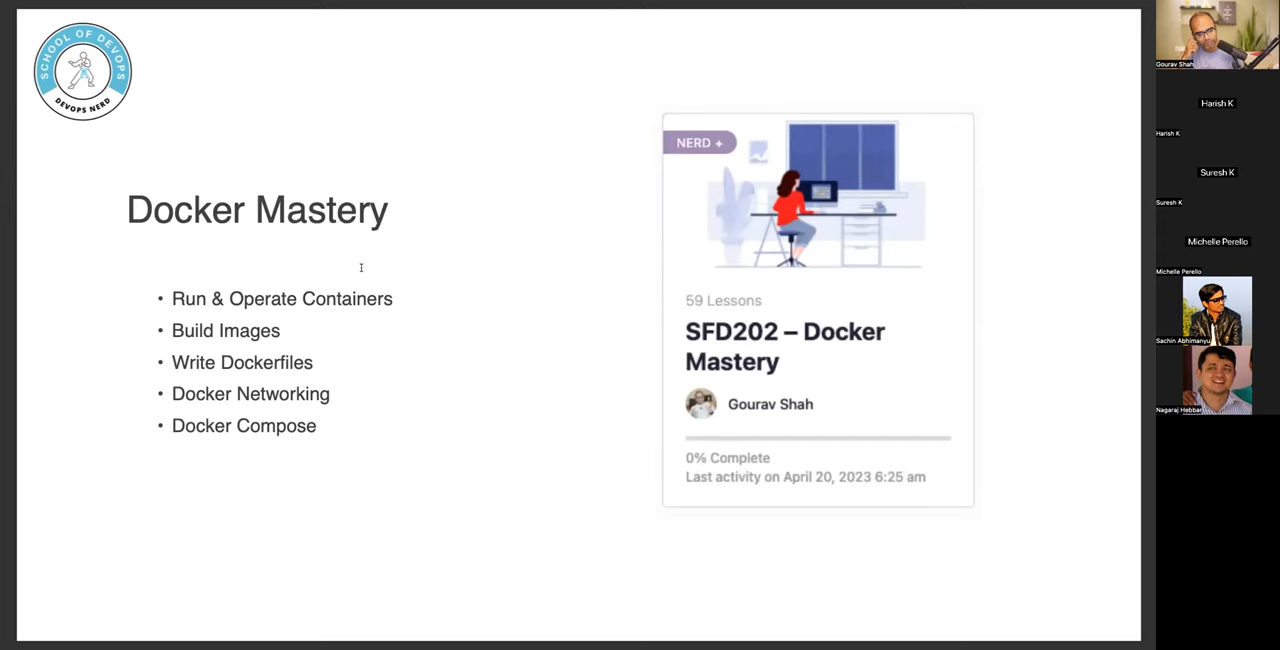 SCHOOL OF DEVOPS
DEVOPS NERD
Docker Mastery
• Run & Operate Containers
• Build Images
• Write Dockerfiles
• Docker Networking
• Docker Compose
NERD +
59 Lessons
SFD202 – Docker
Mastery
Gourav Shah
0% Complete
Last activity on April 20, 2023 6:25 am
Gourav Shah
Harish K
Harish K
Suresh K
Suresh K
Michelle Perello
Michelle Perello
Sachin Abhimanyu
Nagaraj Hebbar